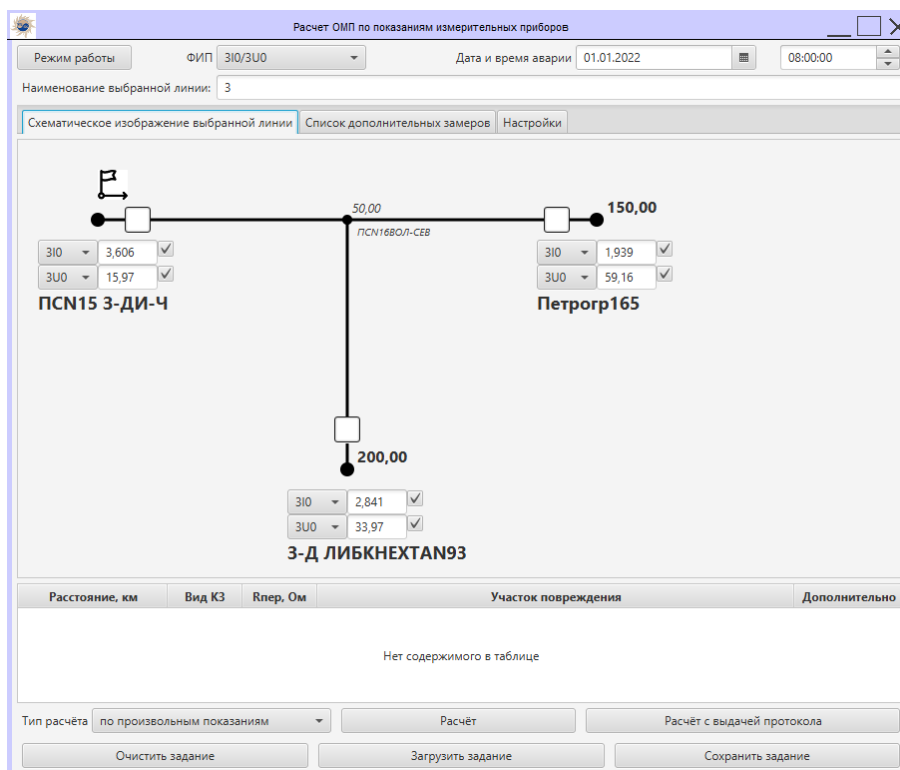 Расчет ОМП по показаниям измерительных приборов
Режим работы ФИП 3I0/3U0 Дата и время аварии 01.01.2022 08:00:00
Наименование выбранной линии: 3
Схематическое изображение выбранной линии Список дополнительных замеров Настройки
50,00 150,00
ПCN16ВОЛ-СЕВ
3I0 3,606 3I0 1,939
3U0 15,97 3U0 59,16
ПCN15 3-ДИ-Ч Петрогр165
200,00
3I0 2,841
3U0 33,97
3-Д ЛИБКНЕХТАN93
Расстояние, км Вид КЗ Rпер, Ом Участок повреждения Дополнительно
Нет содержимого в таблице
Тип расчёта по произвольным показаниям Расчёт Расчёт с выдачей протокола
Очистить задание Загрузить задание Сохранить задание